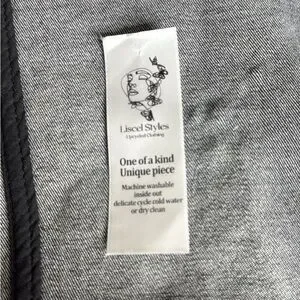 Liscel Styles
Upcycled Clothing
One of a kind
Unique piece
Machine washable
inside out
delicate cycle cold water
or dry clean